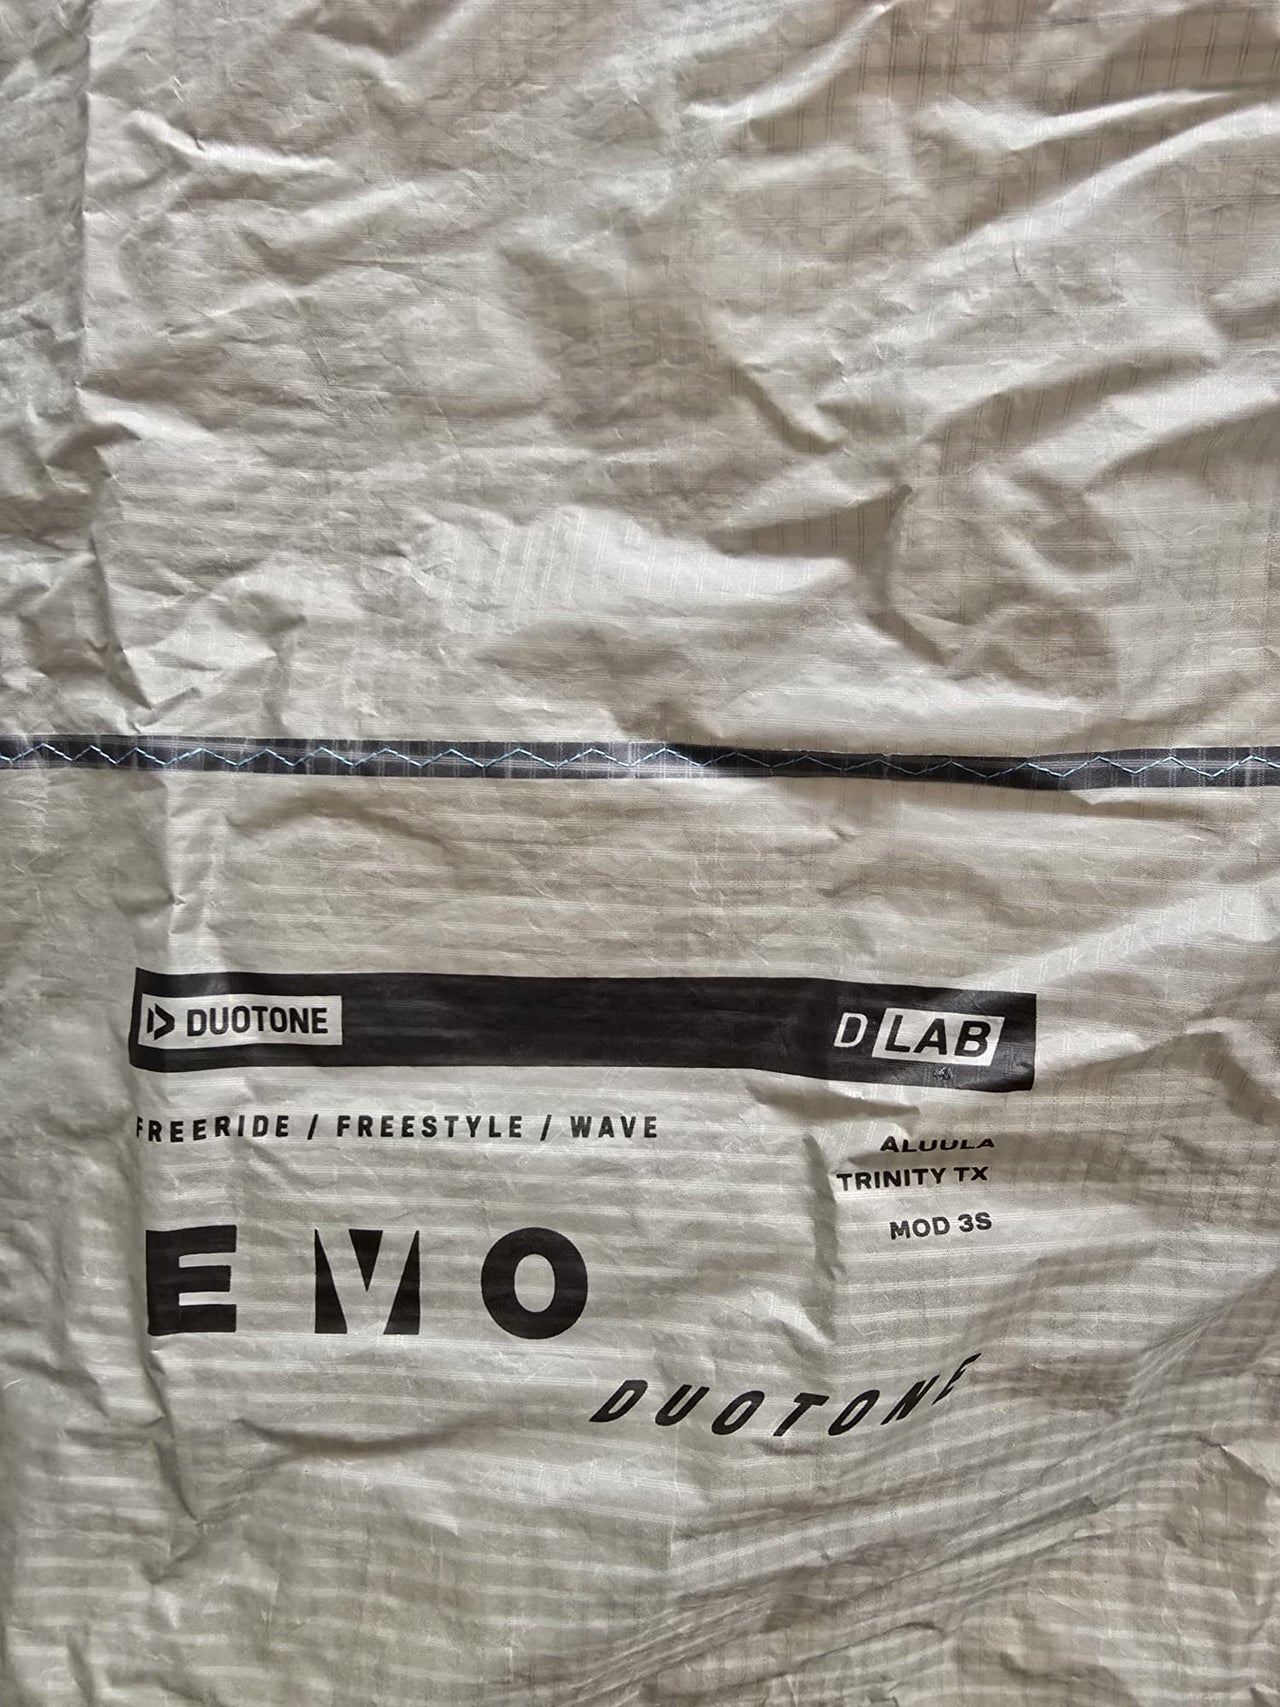 DUOTONE
D LAB
FREERIDE / FREESTYLE / WAVE
ALUULA
TRINITY TX
MOD 3S
EVO
DUOTONE